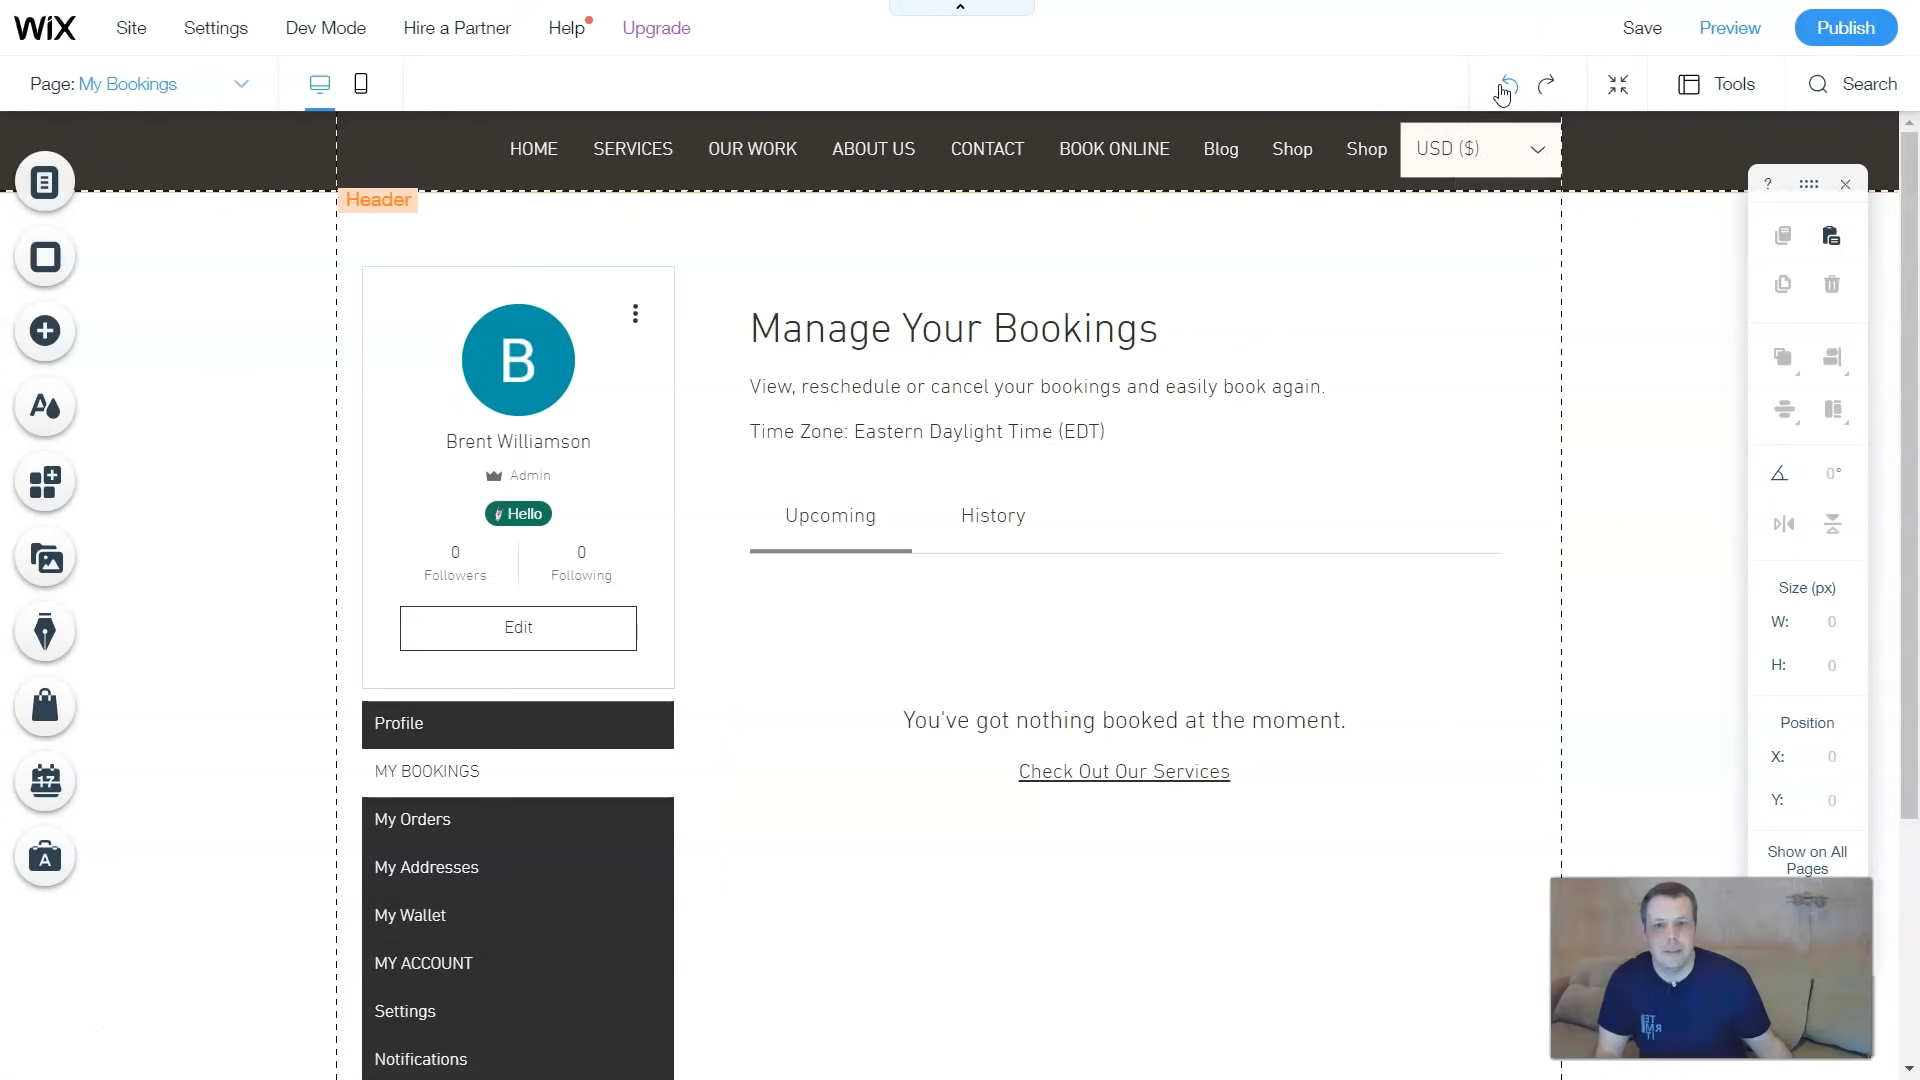 WiX Site Settings Dev Mode Hire a Partner Help Upgrade Save Preview Publish
Page: My Bookings Tools Search
HOME SERVICES OUR WORK ABOUT US CONTACT BOOK ONLINE Blog Shop Shop USD ($)
Header
?
B
Brent Williamson
Admin
Hello
0 0
Followers Following
Edit
Profile
MY BOOKINGS
My Orders
My Addresses
My Wallet
MY ACCOUNT
Settings
Notifications
Manage Your Bookings
View, reschedule or cancel your bookings and easily book again.
Time Zone: Eastern Daylight Time (EDT)
Upcoming History
You've got nothing booked at the moment.
Check Out Our Services
17
A
0°
Size (px)
W: 0
H: 0
Position
X: 0
Y: 0
Show on All
Pages